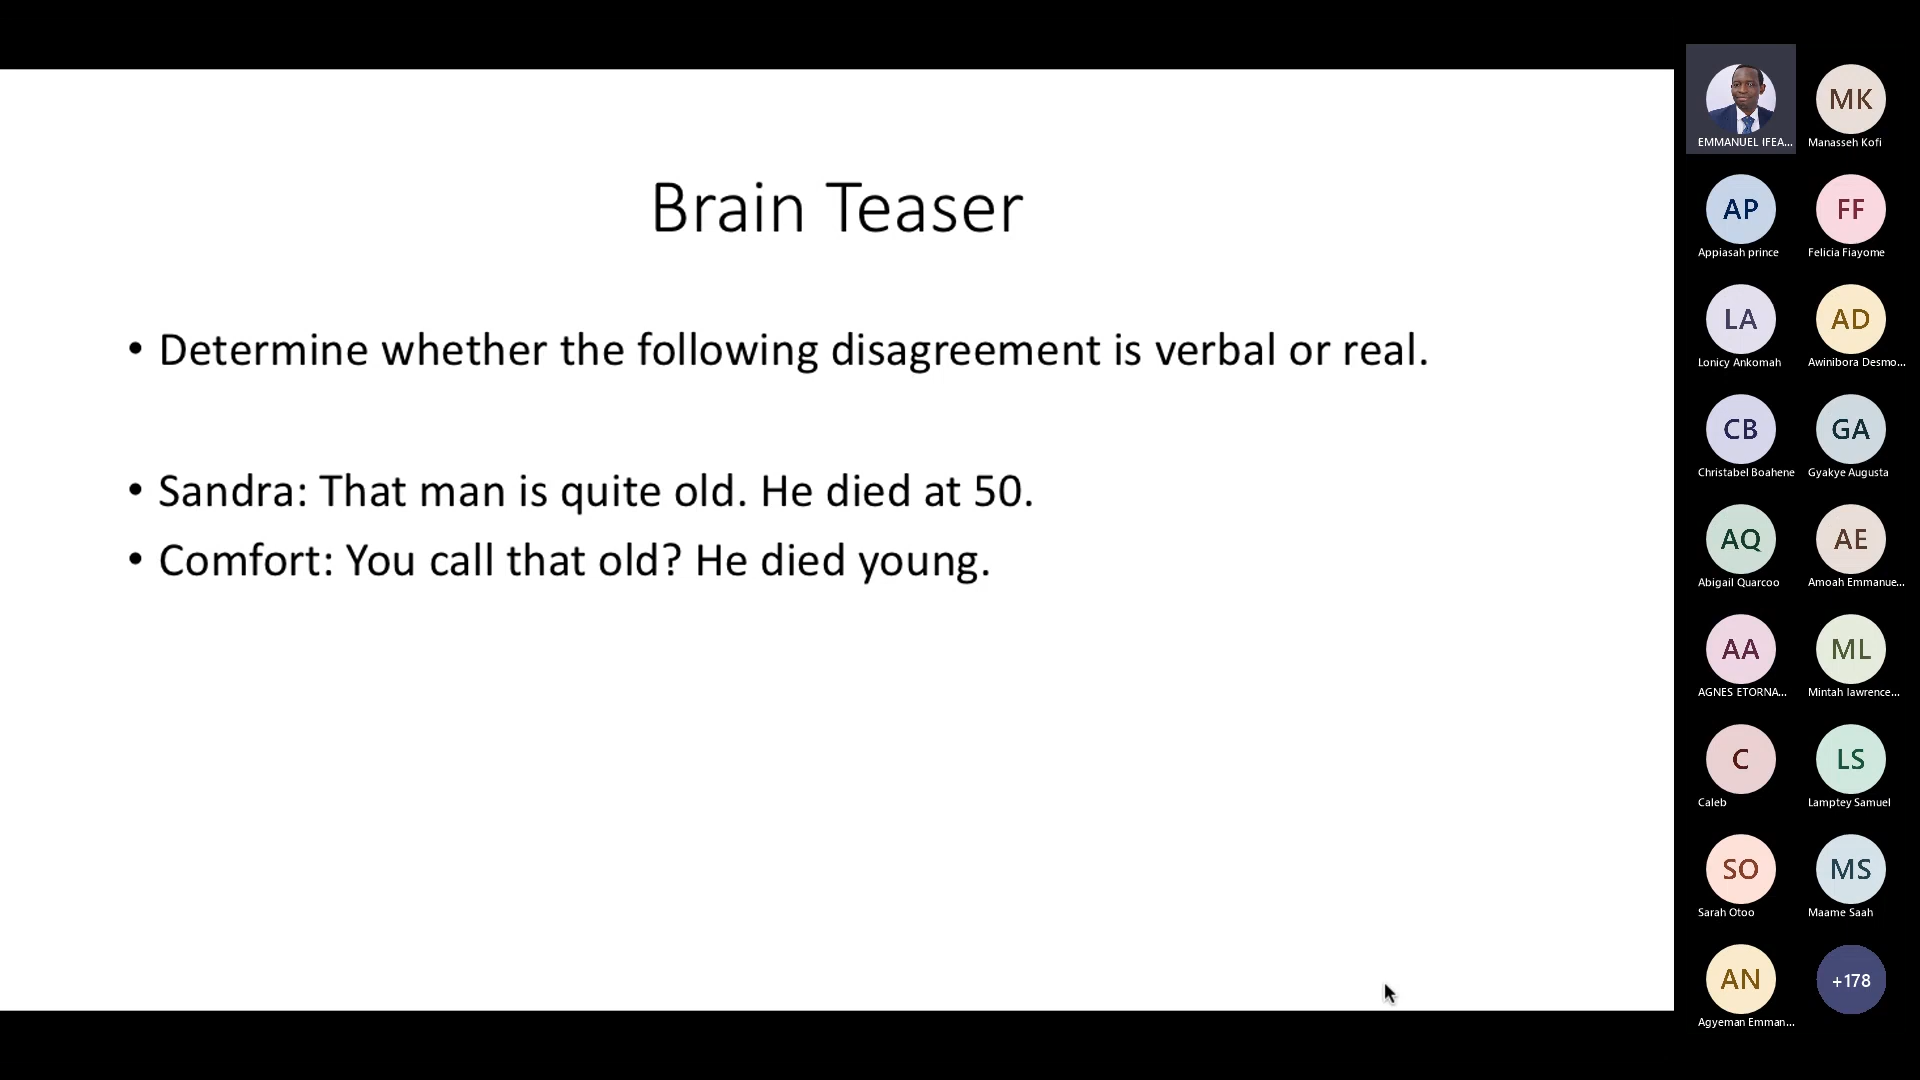 Brain Teaser
• Determine whether the following disagreement is verbal or real.
• Sandra: That man is quite old. He died at 50.
• Comfort: You call that old? He died young.
EMMANUEL IFEA...
MK
Manasseh Kofi
AP
Appiasah prince
FF
Felicia Fiayome
LA
Lonicy Ankomah
AD
Awinibora Desmo...
CB
Christabel Boahene
GA
Gyakye Augusta
AQ
Abigail Quarcoo
AE
Amoah Emmanue...
AA
AGNES ETORNA...
ML
Mintah lawrence...
C
Caleb
LS
Lamptey Samuel
SO
Sarah Otoo
MS
Maame Saah
AN
Agyeman Emman...
+178